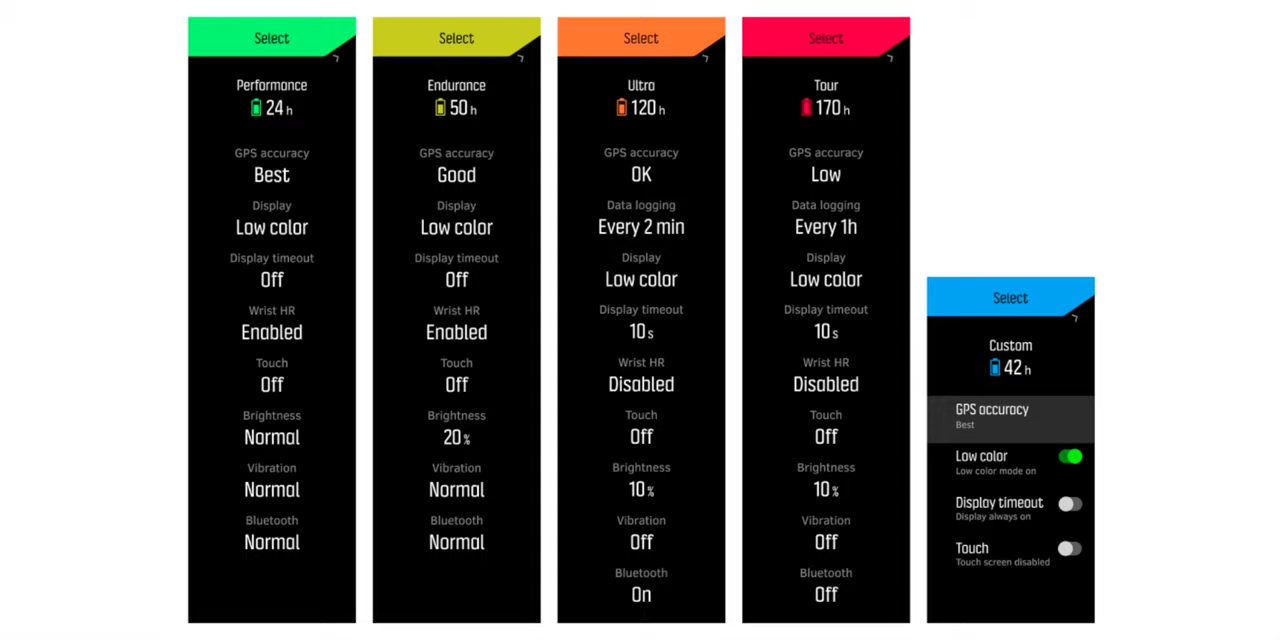 Select
Performance
24 h
GPS accuracy
Best
Display
Low color
Display timeout
Off
Wrist HR
Enabled
Touch
Off
Brightness
Normal
Vibration
Normal
Bluetooth
Normal
Select
Endurance
50 h
GPS accuracy
Good
Display
Low color
Display timeout
Off
Wrist HR
Enabled
Touch
Off
Brightness
20 %
Vibration
Normal
Bluetooth
Normal
Select
Ultra
120 h
GPS accuracy
OK
Data logging
Every 2 min
Display
Low color
Display timeout
10 s
Wrist HR
Disabled
Touch
Off
Brightness
10 %
Vibration
Off
Bluetooth
On
Select
Tour
170 h
GPS accuracy
Low
Data logging
Every 1h
Display
Low color
Display timeout
10 s
Wrist HR
Disabled
Touch
Off
Brightness
10 %
Vibration
Off
Bluetooth
Off
Select
Custom
42 h
GPS accuracy
Best
Low color
Low color mode on
Display timeout
Display always on
Touch
Touch screen disabled